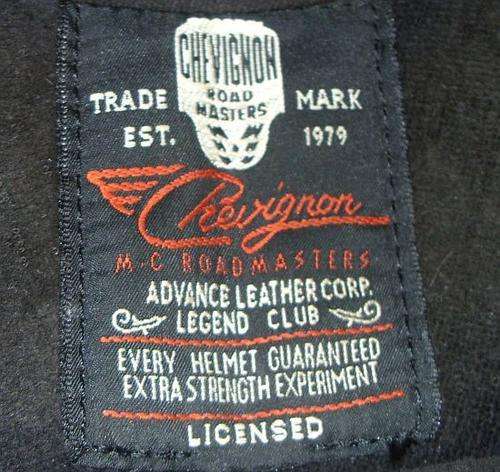 CHEVIGNON
ROAD
MASTERS
TRADE MARK
EST. 1979
Chevignon
M·C ROADMASTERS
ADVANCE LEATHER CORP.
LEGEND CLUB
EVERY HELMET GUARANTEED
EXTRA STRENGTH EXPERIMENT
LICENSED